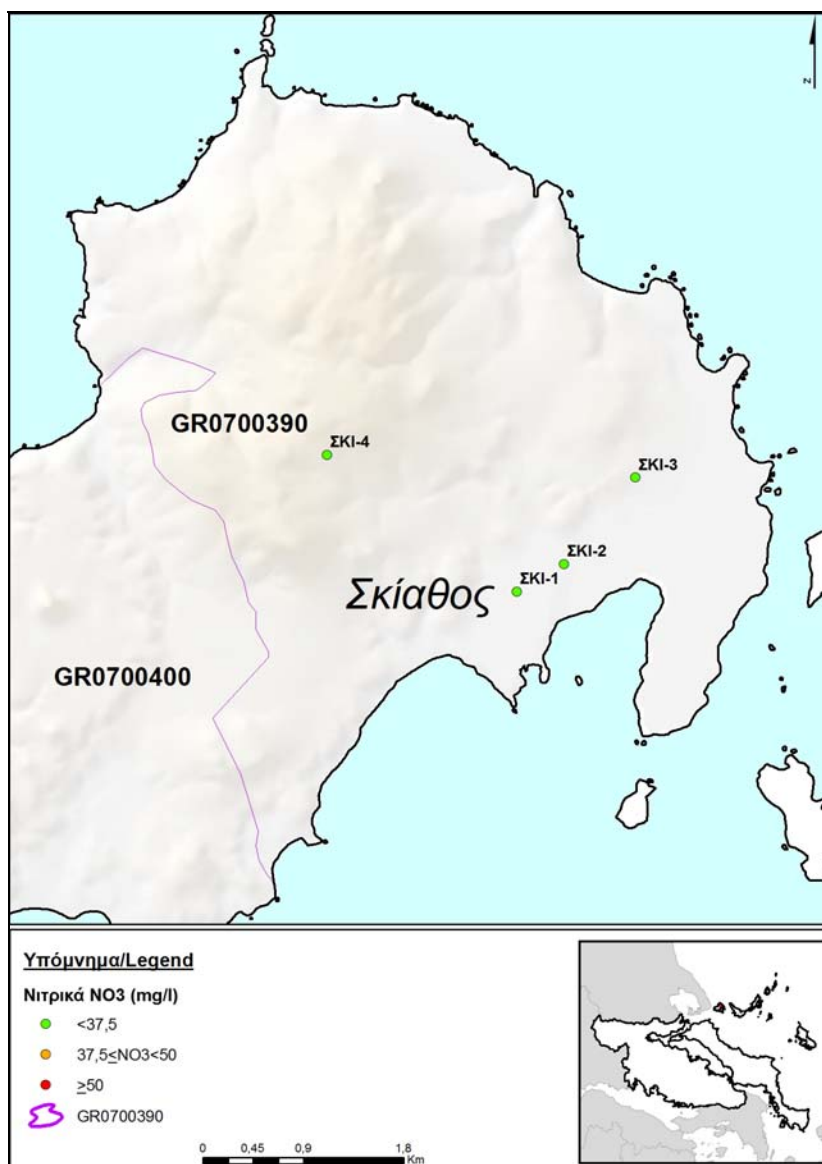 Z
GR0700390
ΣΚΙ-4
ΣΚΙ-3
ΣΚΙ-2
ΣΚΙ-1
Σκίαθος
GR0700400
Υπόμνημα/Legend
Νιτρικά NO3 (mg/l)
<37,5
37,5≤NO3<50
≥50
GR0700390
0 0,45 0,9 1,8
Km